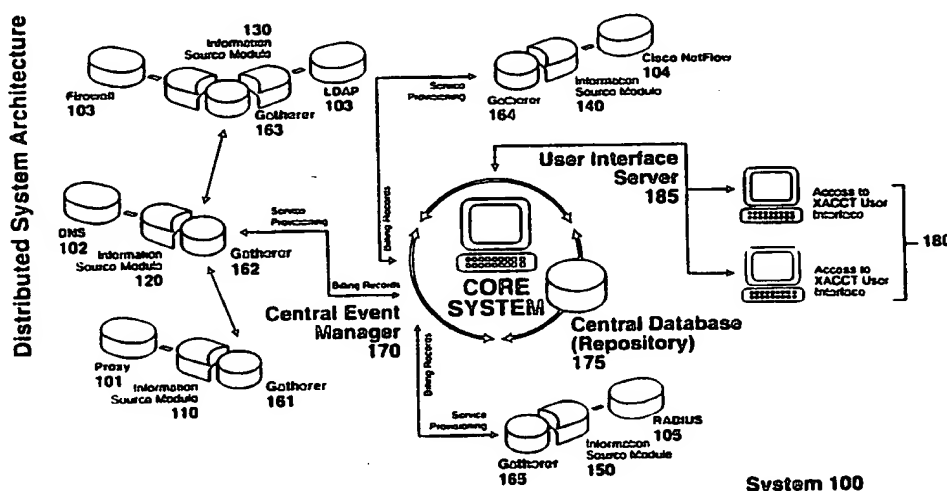 Distributed System Architecture
130
Information
Source Module
Firewall
103
LDAP
103
Gatherer
163
Service
Provisioning
Gatherer
164
Information
Source Module
140
Cisco NetFlow
104
User Interface
Server
185
Access to
XACCT User
Interface
Access to
XACCT User
Interface
180
DNS
102
Information
Source Module
120
Gatherer
162
Service
Provisioning
Billing Records
Billing Records
CORE
SYSTEM
Central Event
Manager
170
Central Database
(Repository)
175
Proxy
101
Information
Source Module
110
Gatherer
161
Billing Records
Service
Provisioning
Gatherer
165
Information
Source Module
150
RADIUS
105
System 100